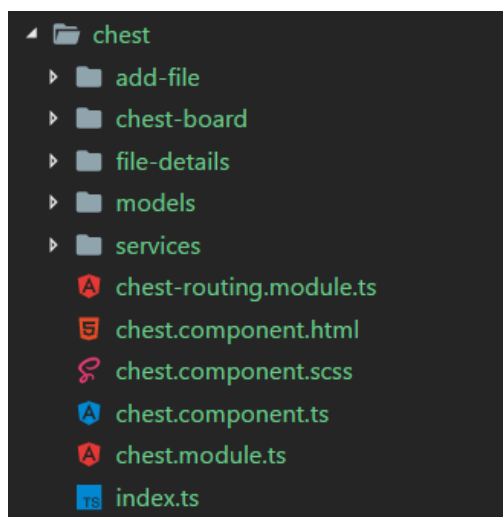 chest
add-file
chest-board
file-details
models
services
chest-routing.module.ts
chest.component.html
chest.component.scss
chest.component.ts
chest.module.ts
TS index.ts